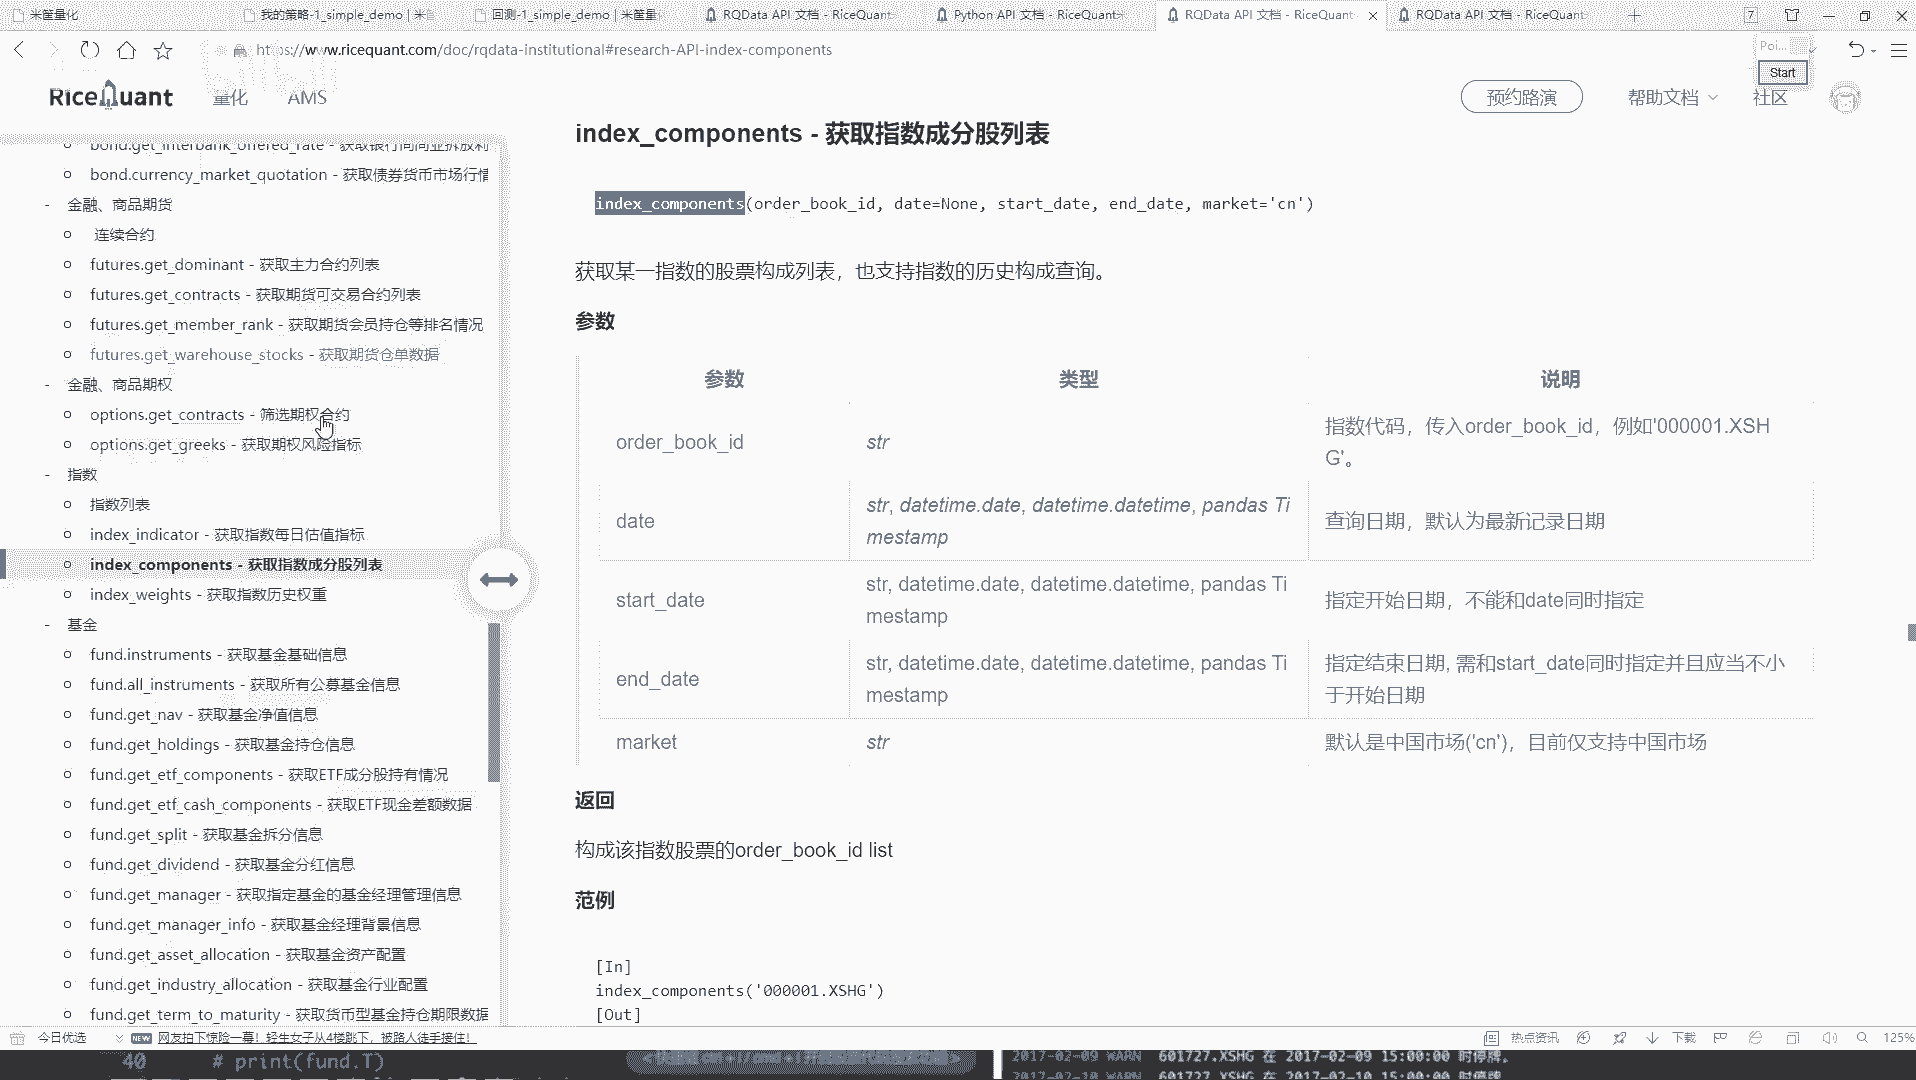 米筐量化
我的策略-1_simple_demo | 米筐
回测-1_simple_demo | 米筐量
RQData API 文档 - RiceQuant
Python API 文档 - RiceQuant
RQData API 文档 - RiceQuant
RQData API 文档 - RiceQuant
7
https://www.ricequant.com/doc/rqdata-institutional#research-API-index-components
Poi...
Start
RiceQuant
量化
AMS
预约路演
帮助文档
社区
bond.get_interbank_offered_rate - 获取银行间同业拆放利
bond.currency_market_quotation - 获取债券货币市场行情
- 金融、商品期货
连续合约
futures.get_dominant - 获取主力合约列表
futures.get_contracts - 获取期货可交易合约列表
futures.get_member_rank - 获取期货会员持仓等排名情况
futures.get_warehouse_stocks - 获取期货仓单数据
- 金融、商品期权
options.get_contracts - 筛选期权合约
options.get_greeks - 获取期权风险指标
- 指数
指数列表
index_indicator - 获取指数每日估值指标
index_components - 获取指数成分股列表
index_weights - 获取指数历史权重
- 基金
fund.instruments - 获取基金基础信息
fund.all_instruments - 获取所有公募基金信息
fund.get_nav - 获取基金净值信息
fund.get_holdings - 获取基金持仓信息
fund.get_etf_components - 获取ETF成分股持有情况
fund.get_etf_cash_components - 获取ETF现金差额数据
fund.get_split - 获取基金拆分信息
fund.get_dividend - 获取基金分红信息
fund.get_manager - 获取指定基金的基金经理管理信息
fund.get_manager_info - 获取基金经理背景信息
fund.get_asset_allocation - 获取基金资产配置
fund.get_industry_allocation - 获取基金行业配置
fund.get_term_to_maturity - 获取货币型基金持仓期限数据
index_components - 获取指数成分股列表
index_components(order_book_id, date=None, start_date, end_date, market='cn')
获取某一指数的股票构成列表，也支持指数的历史构成查询。
参数
参数 类型 说明
order_book_id str 指数代码，传入order_book_id，例如'000001.XSH
G'。
date str, datetime.date, datetime.datetime, pandas Ti
mestamp 查询日期，默认为最新记录日期
start_date str, datetime.date, datetime.datetime, pandas Ti
mestamp 指定开始日期，不能和date同时指定
end_date str, datetime.date, datetime.datetime, pandas Ti
mestamp 指定结束日期, 需和start_date同时指定并且应当不小
于开始日期
market str 默认是中国市场('cn')，目前仅支持中国市场
返回
构成该指数股票的order_book_id list
范例
[In]
index_components('000001.XSHG')
[Out]
今日优选
NEW 网友拍下惊险一幕！轻生女子从4楼跳下，被路人徒手接住！
热点资讯
下载
125%
40 # print(fund.T)
2017-02-09 WARN 601727.XSHG 在 2017-02-09 15:00:00 时停牌。
2017-02-10 WARN 601727.XSHG 在 2017-02-10 15:00:00 时停牌。